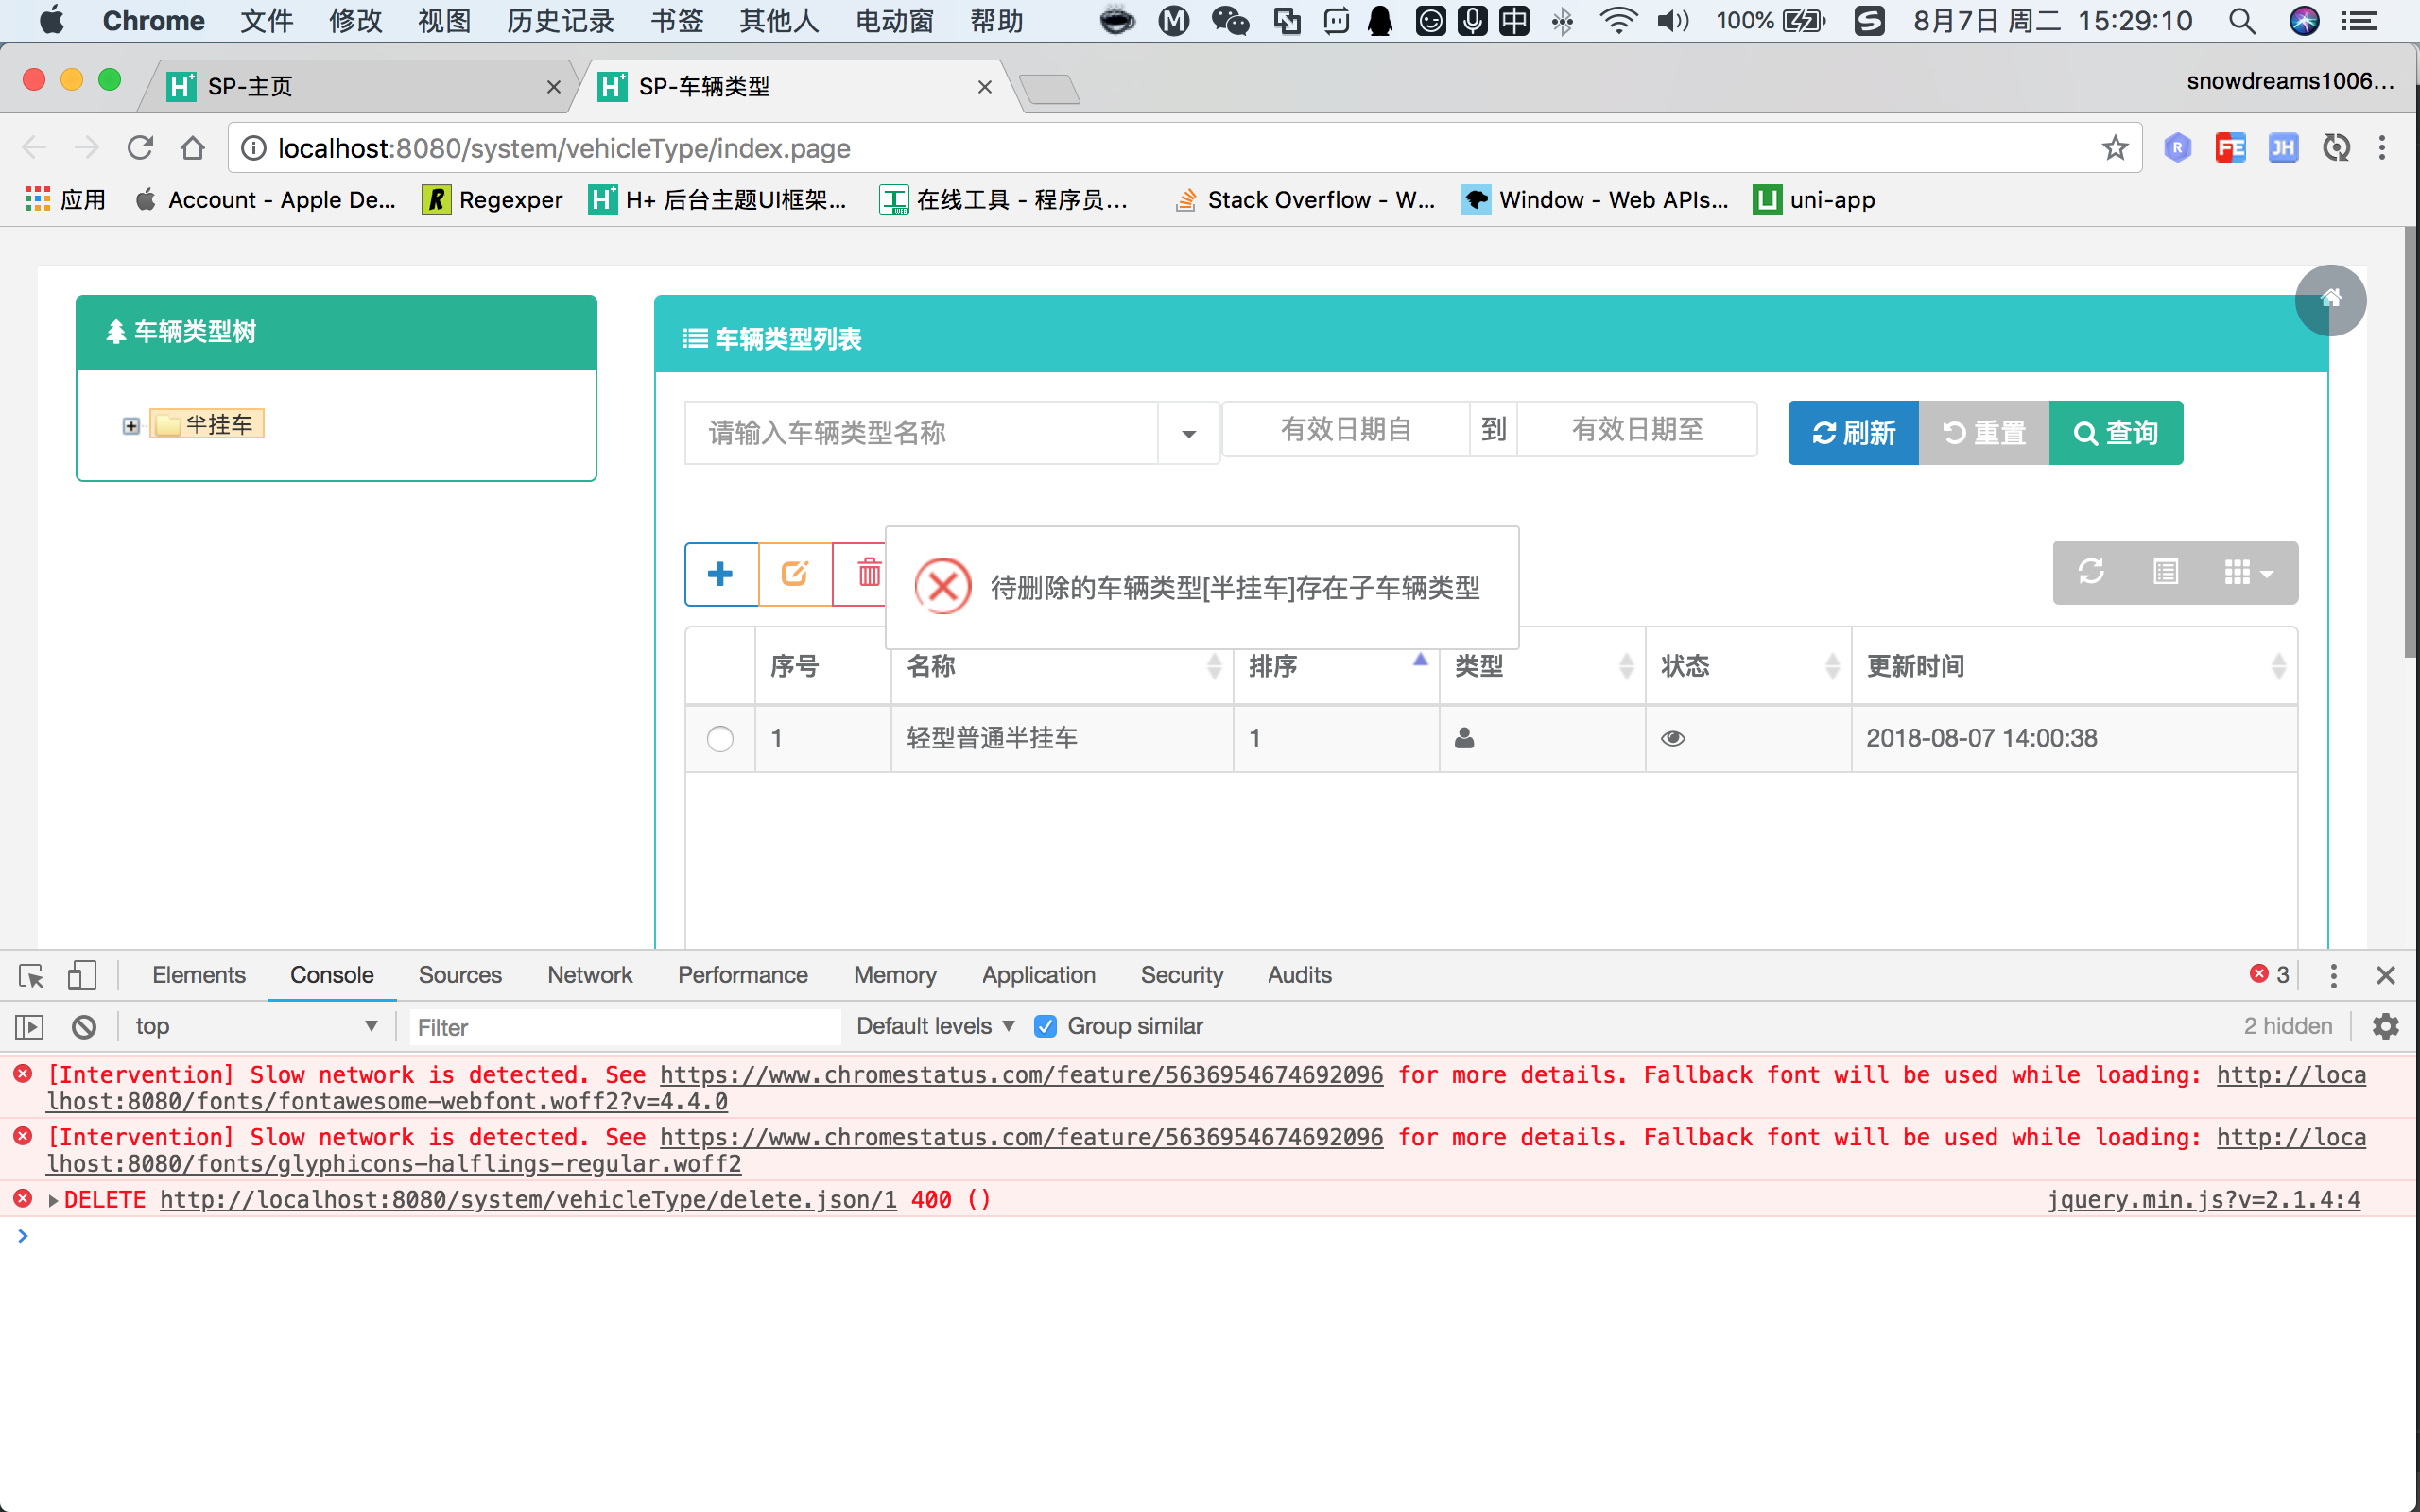 Chrome 文件 修改 视图 历史记录 书签 其他人 电动窗 帮助 中 100% 8月7日 周二 15:29:10
SP-主页 SP-车辆类型 snowdreams1006...
localhost:8080/system/vehicleType/index.page
应用 Account - Apple De... Regexper H+ 后台主题UI框架... 在线工具 - 程序员... Stack Overflow - W... Window - Web APIs... uni-app
车辆类型树
半挂车
车辆类型列表
请输入车辆类型名称 有效日期自 到 有效日期至 刷新 重置 查询
待删除的车辆类型[半挂车]存在子车辆类型
序号 名称 排序 类型 状态 更新时间
1 轻型普通半挂车 1 2018-08-07 14:00:38
Elements Console Sources Network Performance Memory Application Security Audits 3
top Filter Default levels Group similar 2 hidden
[Intervention] Slow network is detected. See https://www.chromestatus.com/feature/5636954674692096 for more details. Fallback font will be used while loading: http://loca
lhost:8080/fonts/fontawesome-webfont.woff2?v=4.4.0
[Intervention] Slow network is detected. See https://www.chromestatus.com/feature/5636954674692096 for more details. Fallback font will be used while loading: http://loca
lhost:8080/fonts/glyphicons-halflings-regular.woff2
DELETE http://localhost:8080/system/vehicleType/delete.json/1 400 () jquery.min.js?v=2.1.4:4